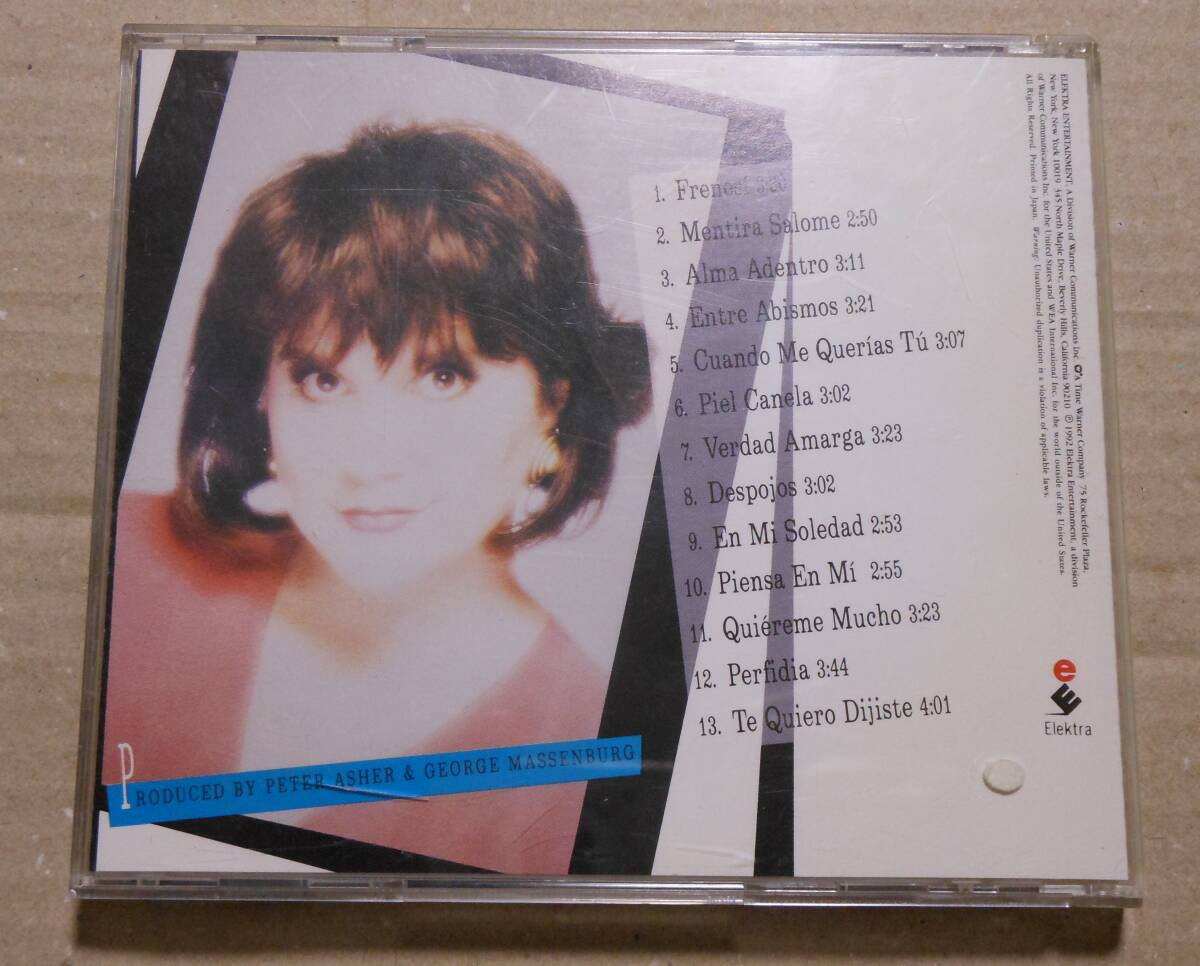 1. Frenesí 3:20
2. Mentira Salome 2:50
3. Alma Adentro 3:11
4. Entre Abismos 3:21
5. Cuando Me Querías Tú 3:07
6. Piel Canela 3:02
7. Verdad Amarga 3:23
8. Despojos 3:02
9. En Mi Soledad 2:53
10. Piensa En Mí 2:55
11. Quiéreme Mucho 3:23
12. Perfidia 3:44
13. Te Quiero Dijiste 4:01
PRODUCED BY PETER ASHER & GEORGE MASSENBURG
ELEKTRA ENTERTAINMENT, A Division of Warner Communications Inc. A Time Warner Company 75 Rockefeller Plaza,
New York, New York 10019 345 North Maple Drive, Beverly Hills, California 90210 ℗ 1992 Elektra Entertainment, a division
of Warner Communications Inc. for the United States and WEA International Inc. for the world outside of the United States.
All Rights Reserved. Printed in Japan. Warning: Unauthorized duplication is a violation of applicable laws.
e
E
Elektra